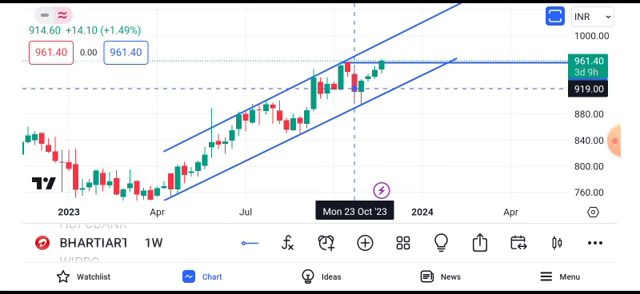 INR
914.60 +14.10 (+1.49%)
961.40 0.00 961.40
1000.00
961.40
3d 9h
919.00
880.00
840.00
800.00
760.00
2023 Apr Jul Mon 23 Oct '23 2024 Apr
BHARTIARTL 1W
WIPRO
Watchlist Chart Ideas News Menu